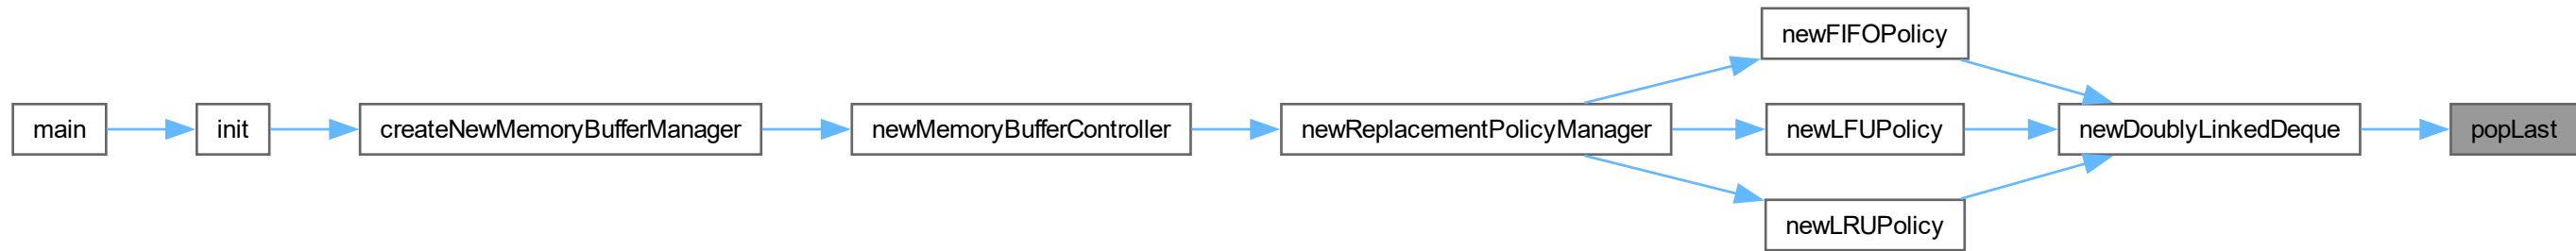 main
init
createNewMemoryBufferManager
newMemoryBufferController
newReplacementPolicyManager
newFIFOPolicy
newLFUPolicy
newLRUPolicy
newDoublyLinkedDeque
popLast